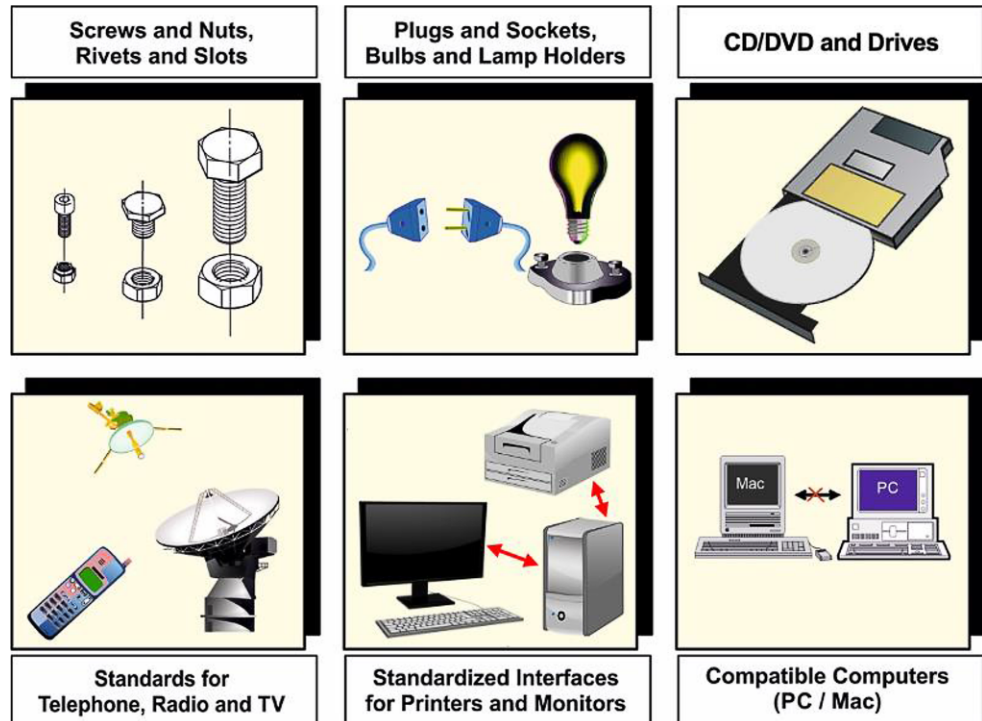 Screws and Nuts,
Rivets and Slots
Plugs and Sockets,
Bulbs and Lamp Holders
CD/DVD and Drives
Mac
PC
Standards for
Telephone, Radio and TV
Standardized Interfaces
for Printers and Monitors
Compatible Computers
(PC / Mac)